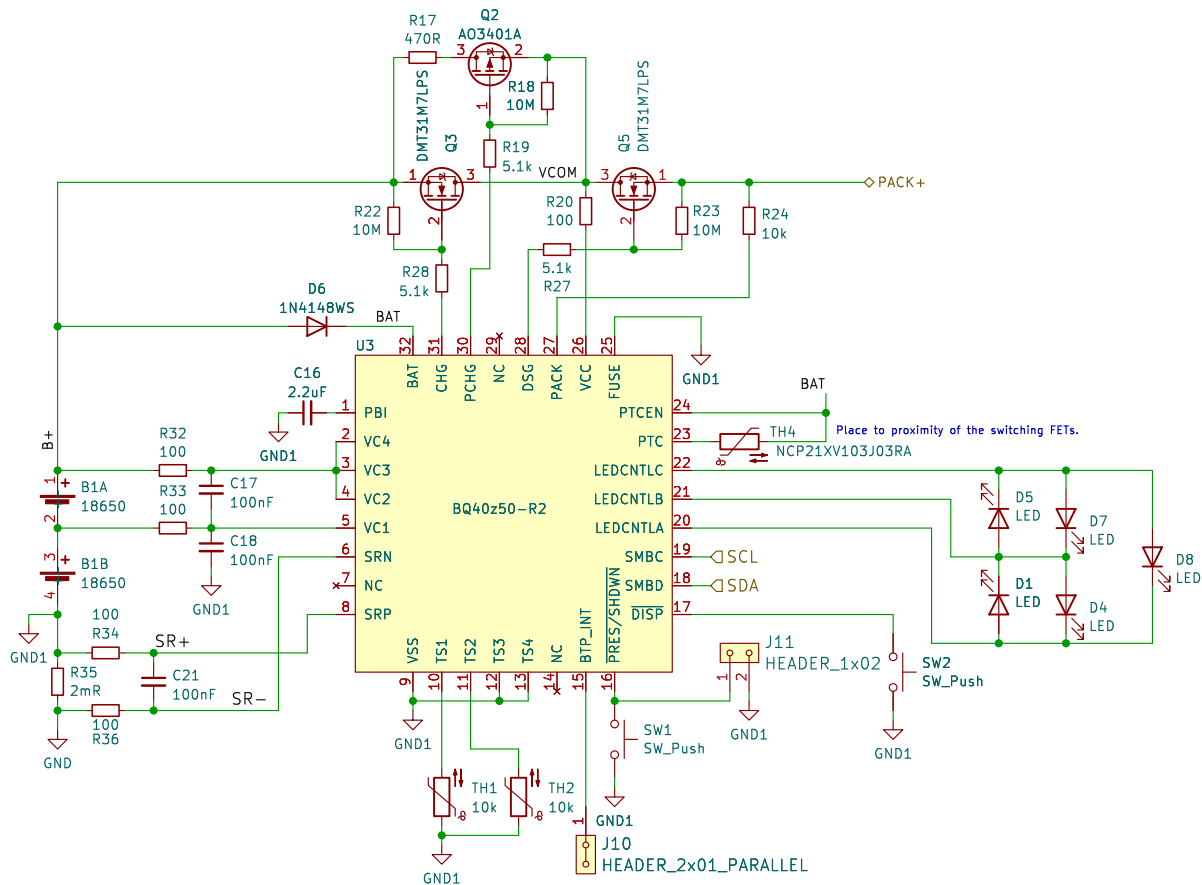 Q2
AO3401A
R17
470R
3
2
1
R18
10M
DMT31M7LPS
Q3
R19
5.1k
VCOM
Q5
DMT31M7LPS
1
3
2
3
1
2
PACK+
R22
10M
R20
100
R23
10M
R24
10k
R28
5.1k
5.1k
R27
D6
1N4148WS
BAT
U3
32
31
30
29
28
27
26
25
BAT
CHG
PCHG
NC
DSG
PACK
VCC
FUSE
GND1
C16
2.2uF
GND1
1
PBI
2
VC4
3
VC3
4
VC2
5
VC1
6
SRN
7
NC
8
SRP
BQ40z50-R2
PTCEN
24
PTC
23
LEDCNTLC
22
LEDCNTLB
21
LEDCNTLA
20
SMBC
19
SMBD
18
DISP
17
BAT
TH4
NCP21XV103J03RA
Place to proximity of the switching FETs.
SCL
SDA
B+
R32
100
R33
100
C17
100nF
C18
100nF
GND1
1
B1A
18650
2
3
B1B
18650
4
GND1
100
R34
SR+
R35
2mR
C21
100nF
SR-
100
R36
GND
D5
LED
D7
LED
D8
LED
D1
LED
D4
LED
VSS
TS1
TS2
TS3
TS4
NC
BTP_INT
PRES/SHDWN
9
10
11
12
13
14
15
16
GND1
TH1
10k
TH2
10k
GND1
J11
HEADER_1x02
1
2
GND1
SW1
SW_Push
GND1
SW2
SW_Push
GND1
1
J10
HEADER_2x01_PARALLEL